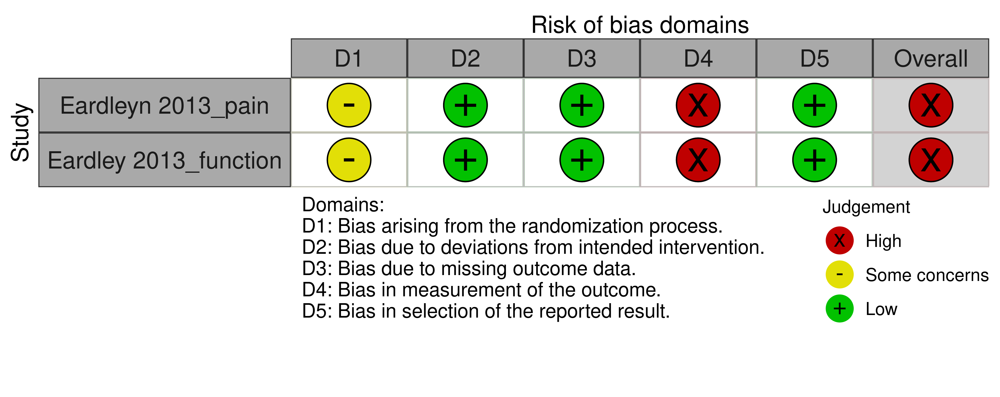 Risk of bias domains
D1 D2 D3 D4 D5 Overall
Study
Eardleyn 2013_pain - + + X + X
Eardley 2013_function - + + X + X
Domains:
D1: Bias arising from the randomization process.
D2: Bias due to deviations from intended intervention.
D3: Bias due to missing outcome data.
D4: Bias in measurement of the outcome.
D5: Bias in selection of the reported result.
Judgement
X High
- Some concerns
+ Low